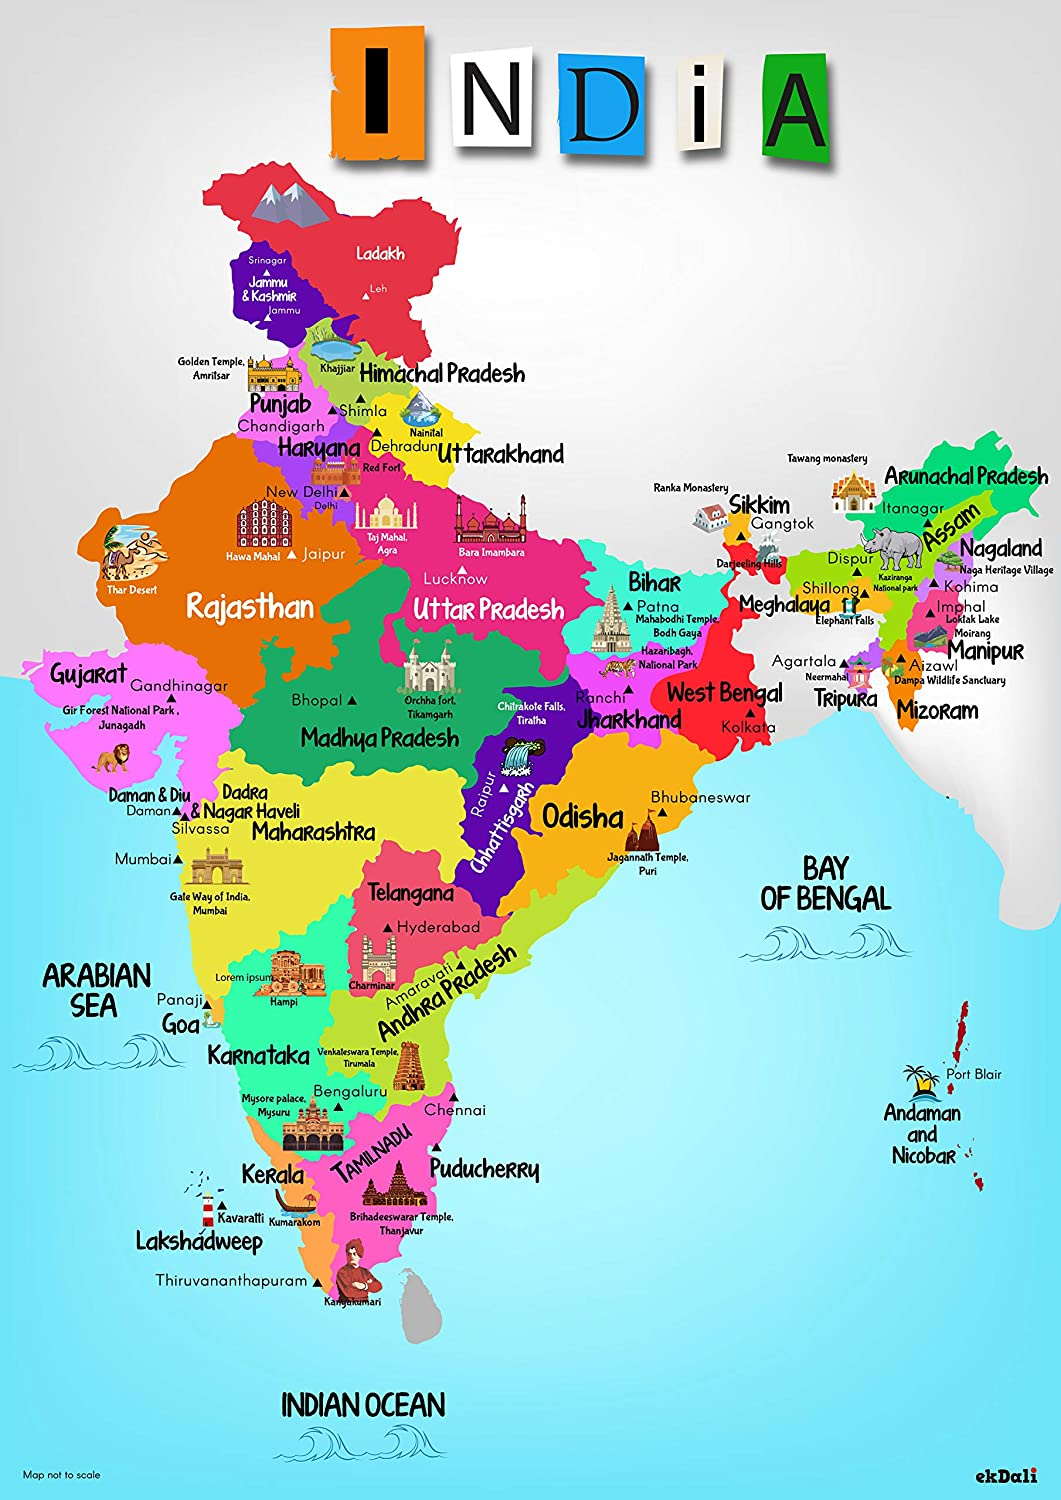 INDiA
Ladakh
Srinagar
Jammu
& Kashmir
Leh
Jammu
Golden Temple,
Amritsar
Khajjiar
Himachal Pradesh
Punjab
Shimla
Chandigarh
Nainital
Haryana
Dehradun
Uttarakhand
Red Fort
New Delhi
Delhi
Tawang monastery
Arunachal Pradesh
Ranka Monastery
Sikkim
Gangtok
Itanagar
Assam
Hawa Mahal
Jaipur
Taj Mahal,
Agra
Bara Imambara
Thar Desert
Lucknow
Darjeeling Hills
Dispur
Nagaland
Naga Heritage Village
Kaziranga
National park
Kohima
Rajasthan
Uttar Pradesh
Bihar
Patna
Mahabodhi Temple,
Bodh Gaya
Shillong
Meghalaya
Elephant Falls
Imphal
Loktak Lake
Moirang
Manipur
Hazaribagh,
National Park
Agartala
Neermahal
Aizawl
Dampa Wildlife Sanctuary
Gujarat
Gandhinagar
Gir Forest National Park ,
Junagadh
Bhopal
Orchha fort,
Tikamgarh
Chitrakote Falls,
Tiratha
Ranchi
Jharkhand
West Bengal
Kolkata
Tripura
Mizoram
Madhya Pradesh
Raipur
Chhattisgarh
Daman & Diu
Daman
Dadra
& Nagar Haveli
Silvassa
Maharashtra
Odisha
Bhubaneswar
Jagannath Temple,
Puri
Mumbai
Gate Way of India,
Mumbai
Telangana
Hyderabad
BAY
OF BENGAL
Charminar
Amaravati
Andhra Pradesh
ARABIAN
SEA
Lorem ipsum
Hampi
Panaji
Goa
Karnataka
Venkateswara Temple,
Tirumala
Port Blair
Andaman
and
Nicobar
Mysore palace,
Mysuru
Bengaluru
Chennai
TAMILNADU
Puducherry
Kerala
Kavaratti
Kumarakom
Lakshadweep
Brihadeeswarar Temple,
Thanjavur
Thiruvananthapuram
Kanyakumari
INDIAN OCEAN
Map not to scale
ekDali